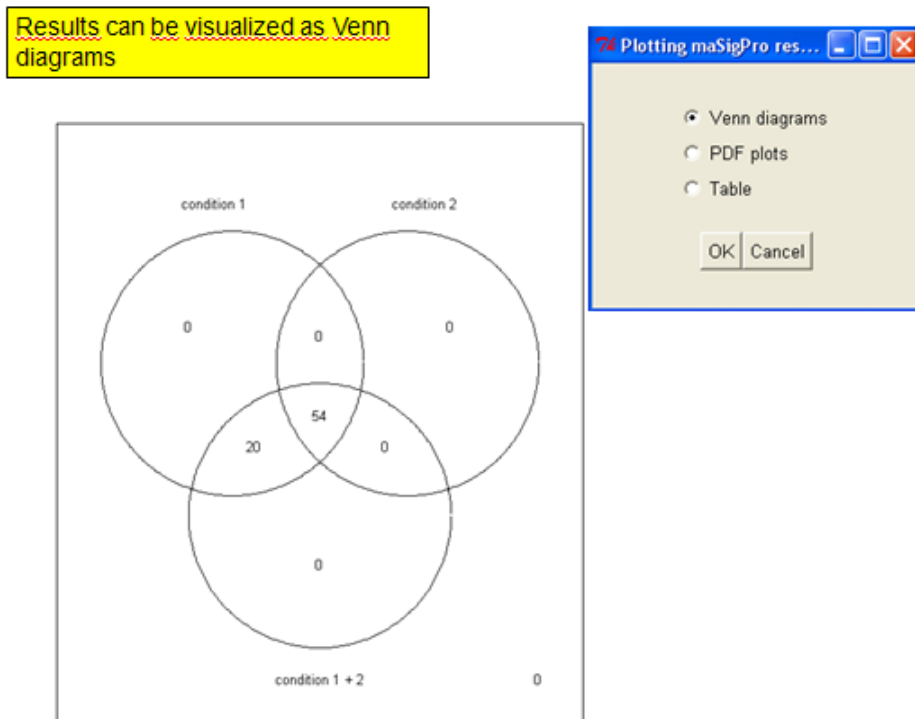 Results can be visualized as Venn
diagrams
Plotting maSigPro res...
Venn diagrams
PDF plots
Table
OK Cancel
condition 1 condition 2
0 0 0
54
20 0
0
condition 1 + 2 0